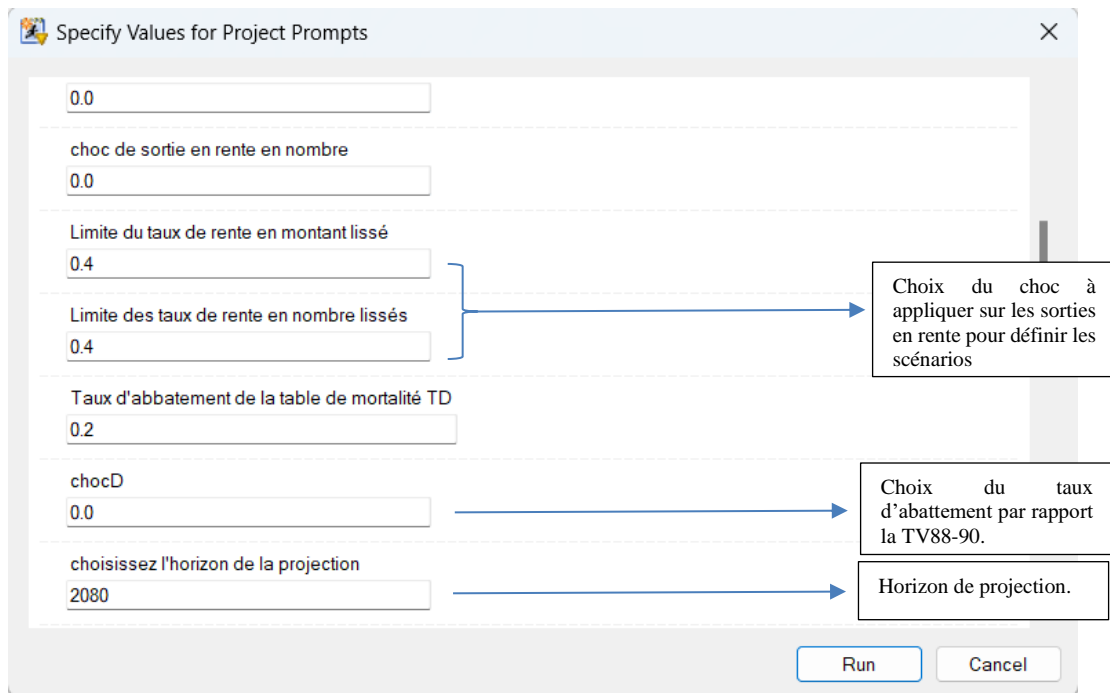 Specify Values for Project Prompts
0.0
choc de sortie en rente en nombre
0.0
Limite du taux de rente en montant lissé
0.4
Limite des taux de rente en nombre lissés
0.4
Choix du choc à
appliquer sur les sorties
en rente pour définir les
scénarios
Taux d'abbatement de la table de mortalité TD
0.2
chocD
0.0
Choix du taux
d’abattement par rapport
la TV88-90.
choisissez l'horizon de la projection
2080
Horizon de projection.
Run Cancel